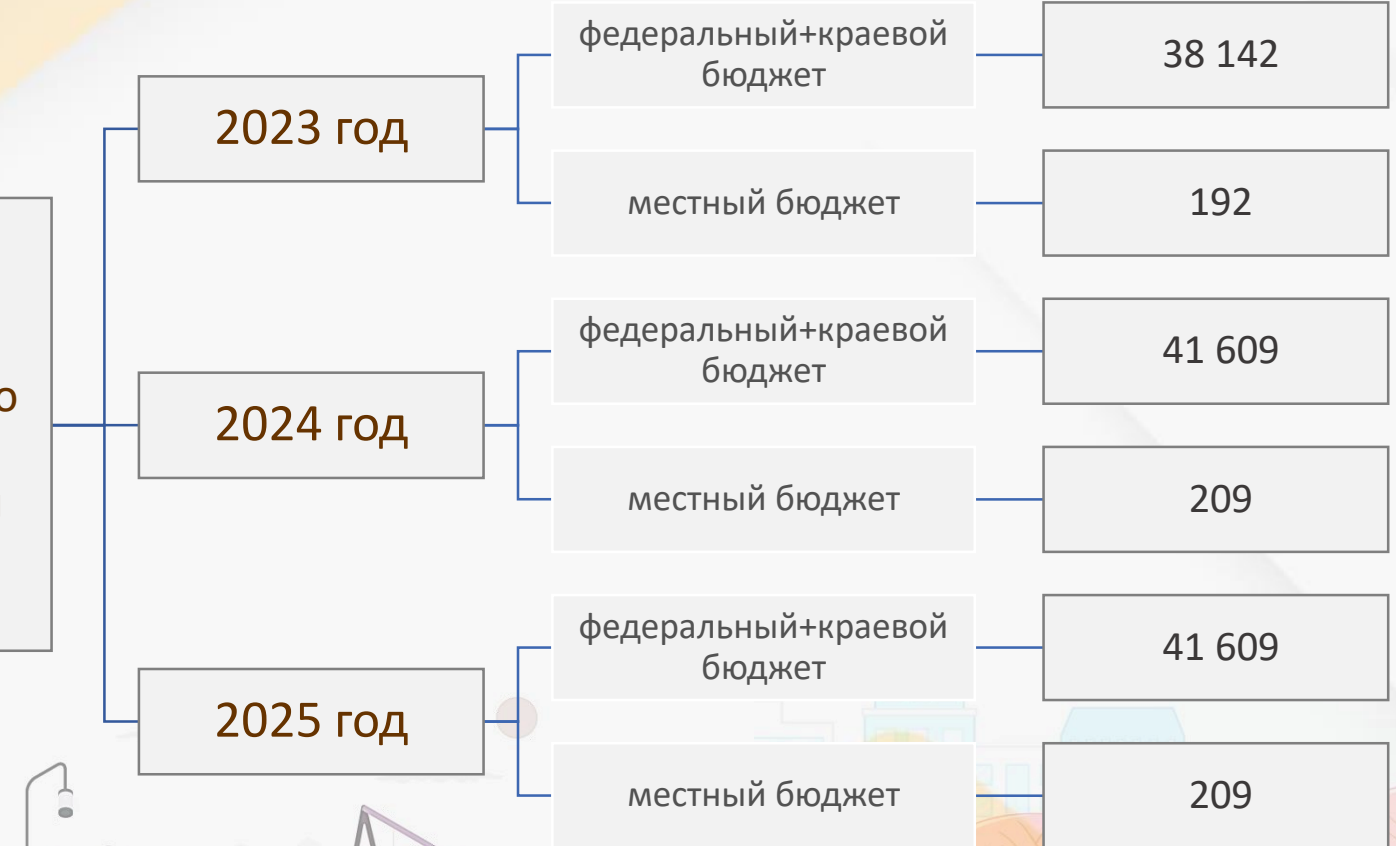 2023 год
федеральный+краевой
бюджет
38 142
местный бюджет
192
2024 год
федеральный+краевой
бюджет
41 609
местный бюджет
209
2025 год
федеральный+краевой
бюджет
41 609
местный бюджет
209